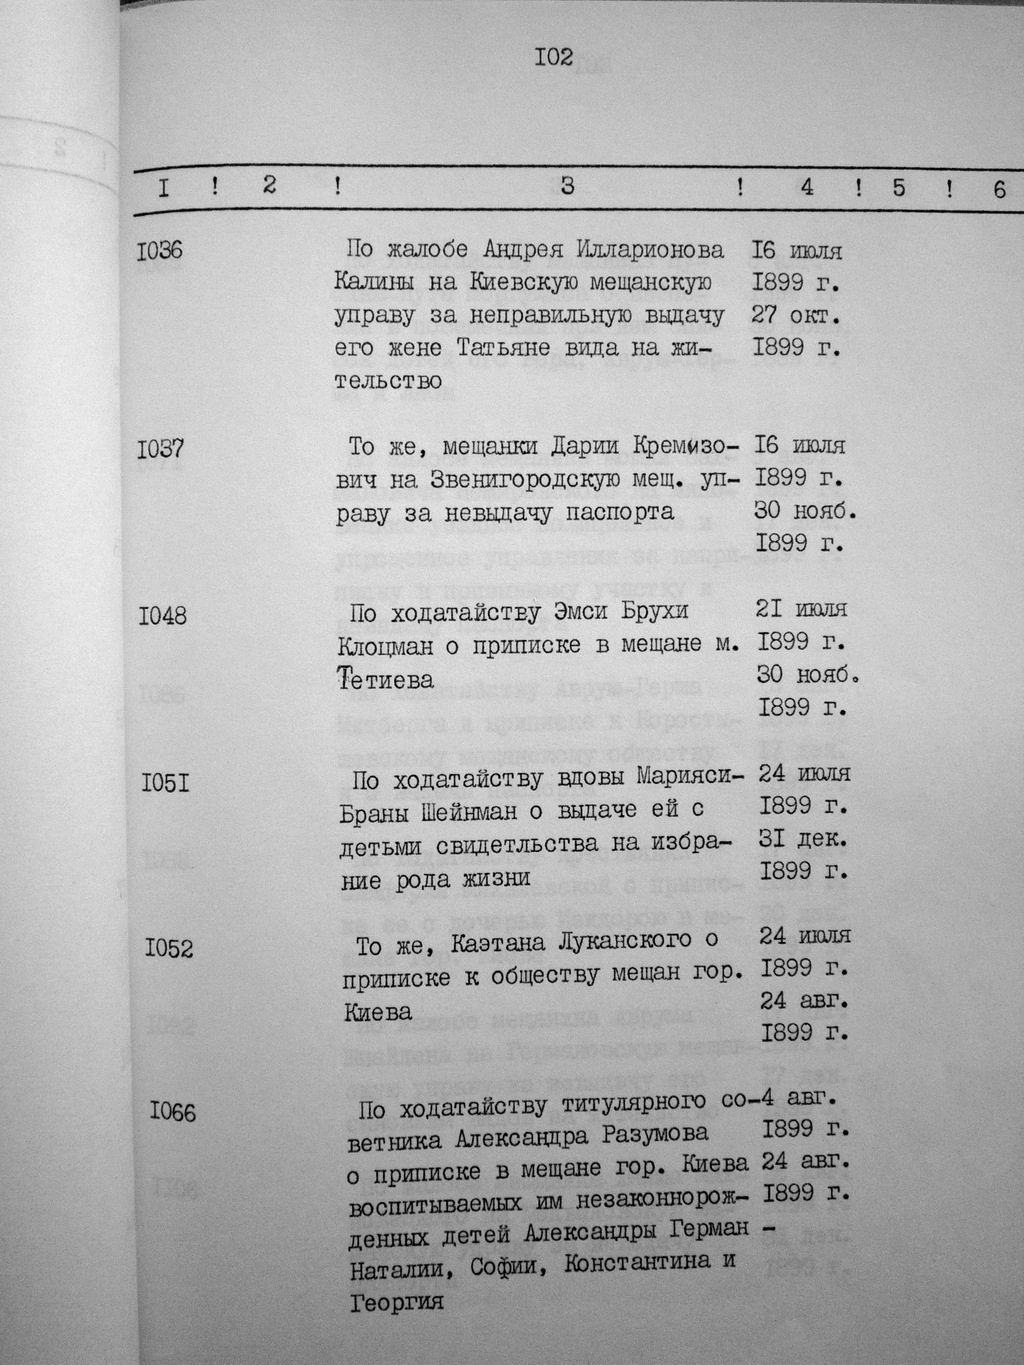 I02
I ! 2 ! 3 ! 4 ! 5 ! 6
I036 По жалобе Андрея Илларионова I6 июля
Калины на Киевскую мещанскую I899 г.
управу за неправильную выдачу 27 окт.
его жене Татьяне вида на жи- I899 г.
тельство
I037 То же, мещанки Дарии Кремизо- I6 июля
вич на Звенигородскую мещ. уп- I899 г.
раву за невыдачу паспорта 30 нояб.
I899 г.
I048 По ходатайству Эмси Брухи 2I июля
Клоцман о приписке в мещане м. I899 г.
Тетиева 30 нояб.
I899 г.
I05I По ходатайству вдовы Марияси- 24 июля
Браны Шейнман о выдаче ей с I899 г.
детьми свидетльства на избра- 3I дек.
ние рода жизни I899 г.
I052 То же, Каэтана Луканского о 24 июля
приписке к обществу мещан гор. I899 г.
Киева 24 авг.
I899 г.
I066 По ходатайству титулярного со- 4 авг.
ветника Александра Разумова I899 г.
о приписке в мещане гор. Киева 24 авг.
воспитываемых им незаконнорож- I899 г.
денных детей Александры Герман -
Наталии, Софии, Константина и
Георгия